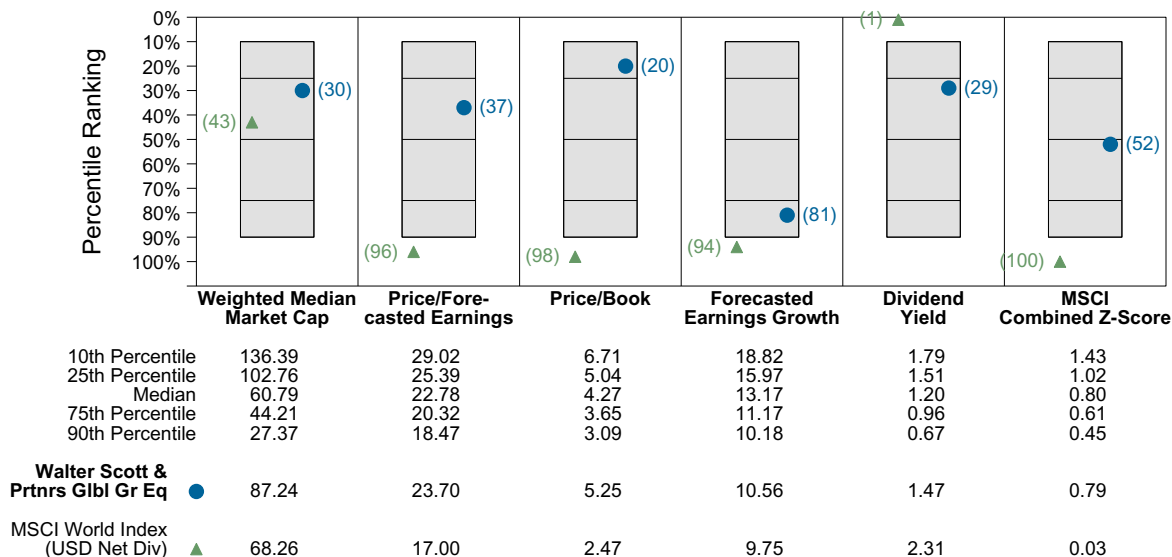 0%
10%
20%
30%
40%
50%
60%
70%
80%
90%
100%
Percentile Ranking
(30)
(43)
(37)
(96)
(20)
(98)
(81)
(94)
(1)
(29)
(52)
(100)
Weighted Median
Market Cap
Price/Fore-
casted Earnings
Price/Book
Forecasted
Earnings Growth
Dividend
Yield
MSCI
Combined Z-Score
10th Percentile 136.39 29.02 6.71 18.82 1.79 1.43
25th Percentile 102.76 25.39 5.04 15.97 1.51 1.02
Median 60.79 22.78 4.27 13.17 1.20 0.80
75th Percentile 44.21 20.32 3.65 11.17 0.96 0.61
90th Percentile 27.37 18.47 3.09 10.18 0.67 0.45
Walter Scott &
Prtnrs Glbl Gr Eq 87.24 23.70 5.25 10.56 1.47 0.79
MSCI World Index
(USD Net Div) 68.26 17.00 2.47 9.75 2.31 0.03